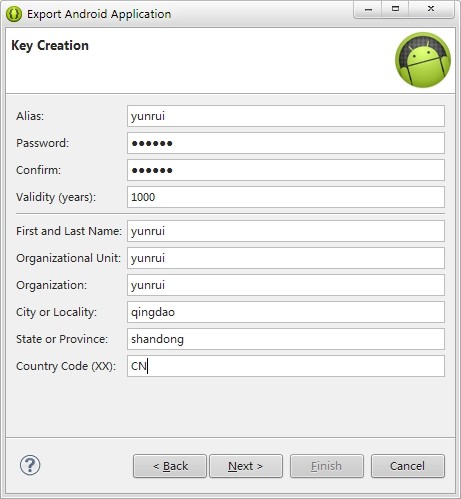 Export Android Application
Key Creation
Alias: yunrui
Password: ●●●●●●
Confirm: ●●●●●●
Validity (years): 1000
First and Last Name: yunrui
Organizational Unit: yunrui
Organization: yunrui
City or Locality: qingdao
State or Province: shandong
Country Code (XX): CN
? < Back Next > Finish Cancel